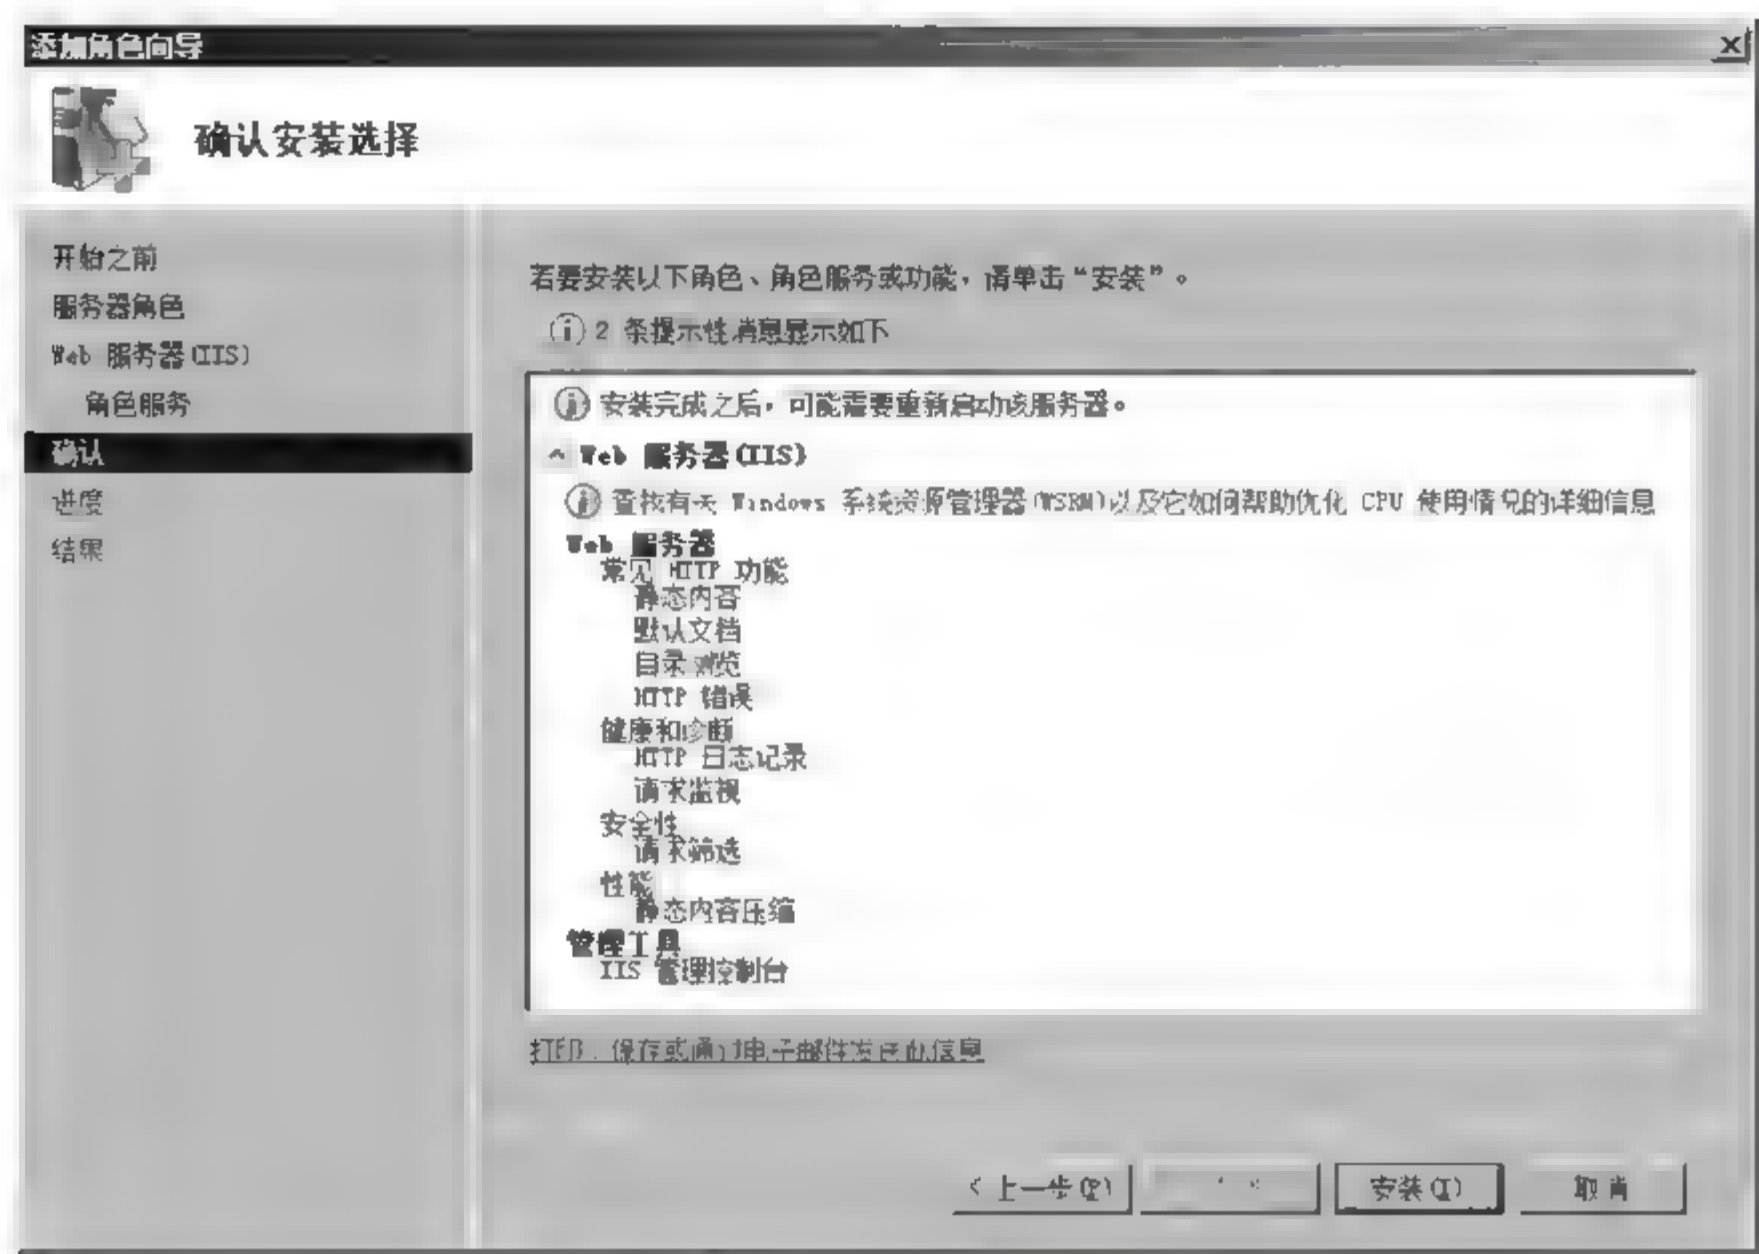 添加角色向导
确认安装选择
开始之前
服务器角色
Web 服务器(IIS)
角色服务
确认
进度
结果
若要安装以下角色、角色服务或功能，请单击“安装”。
2 条提示性消息显示如下
安装完成之后，可能需要重新启动该服务器。
Web 服务器(IIS)
查找有关 Windows 系统资源管理器(WSRM)以及它如何帮助优化 CPU 使用情况的详细信息
Web 服务器
常见 HTTP 功能
静态内容
默认文档
目录浏览
HTTP 错误
健康和诊断
HTTP 日志记录
请求监视
安全性
请求筛选
性能
静态内容压缩
管理工具
IIS 管理控制台
打印、保存或通过电子邮件发送此信息
< 上一步(P)
安装(I)
取消